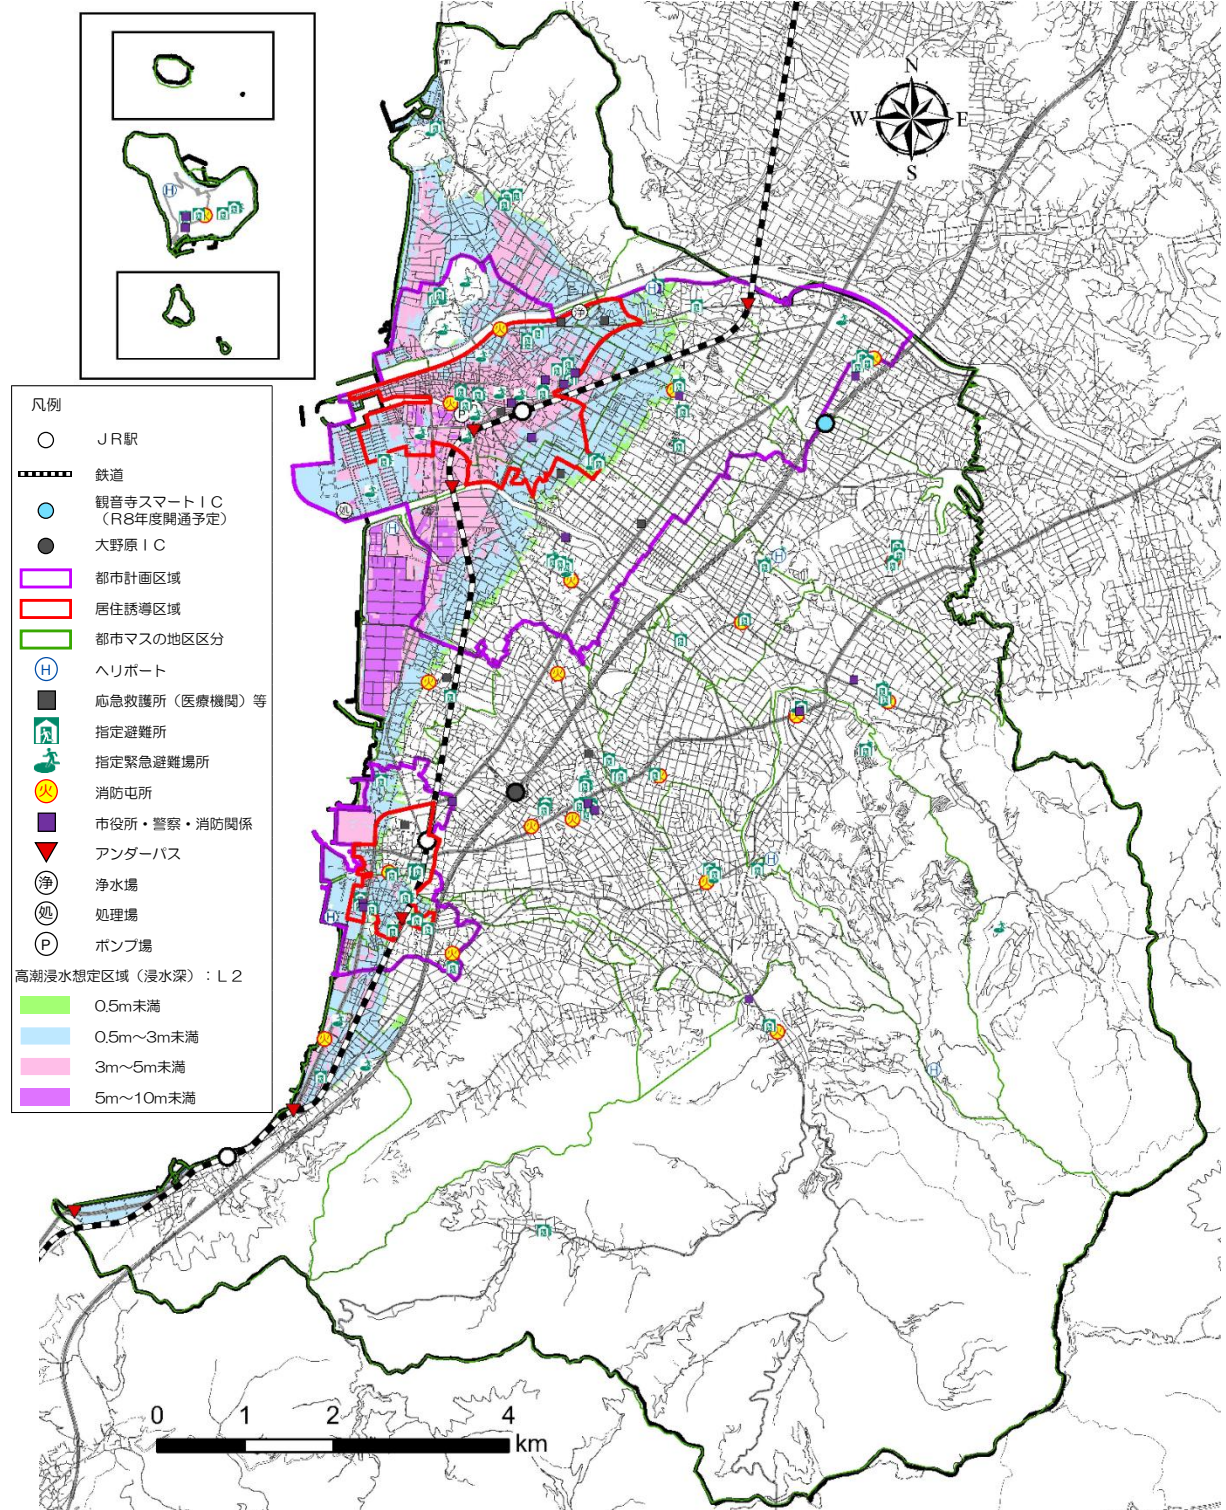 N
W
E
S
凡例
JR駅
鉄道
観音寺スマートIC
(R8年度開通予定)
大野原IC
都市計画区域
居住誘導区域
都市マスの地区区分
H
ヘリポート
応急救護所(医療機関)等
指定避難所
指定緊急避難場所
火
消防屯所
市役所・警察・消防関係
アンダーパス
浄
浄水場
処
処理場
P
ポンプ場
高潮浸水想定区域(浸水深):L2
0.5m未満
0.5m~3m未満
3m~5m未満
5m~10m未満
0 1 2 4
km